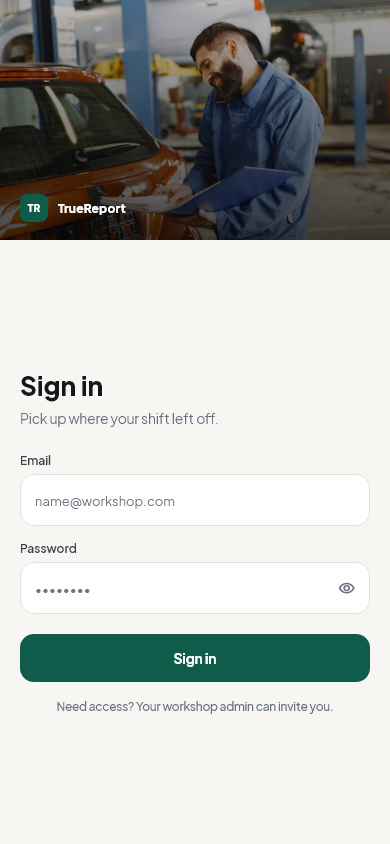 TR
TrueReport
Sign in
Pick up where your shift left off.
Email
name@workshop.com
Password
••••••••
Sign in
Need access? Your workshop admin can invite you.